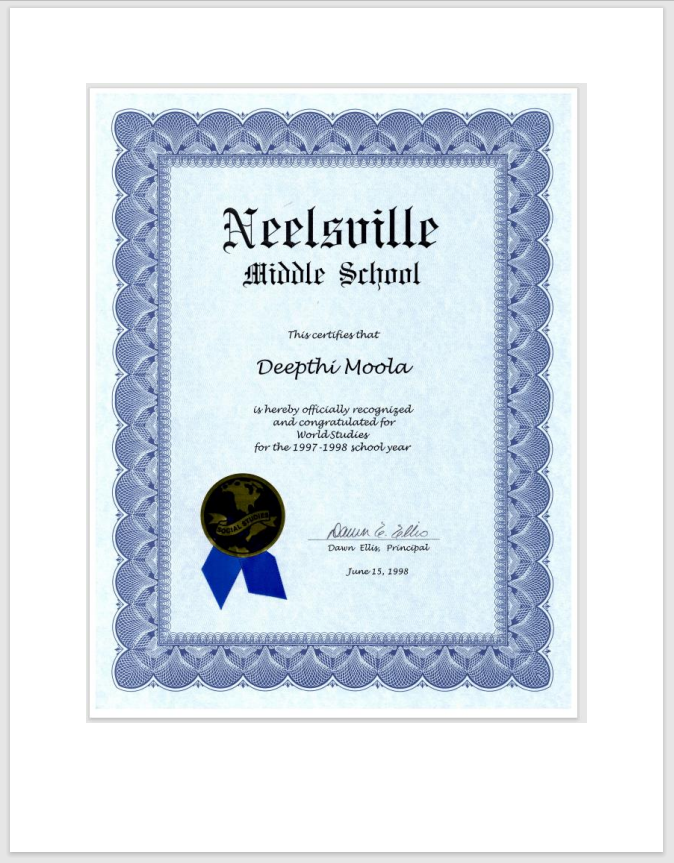 Neelsville
Middle School
This certifies that
Deepthi Moola
is hereby officially recognized
and congratulated for
World Studies
for the 1997-1998 school year
SOCIAL STUDIES
Dawn E. Ellis
Dawn Ellis, Principal
June 15, 1998